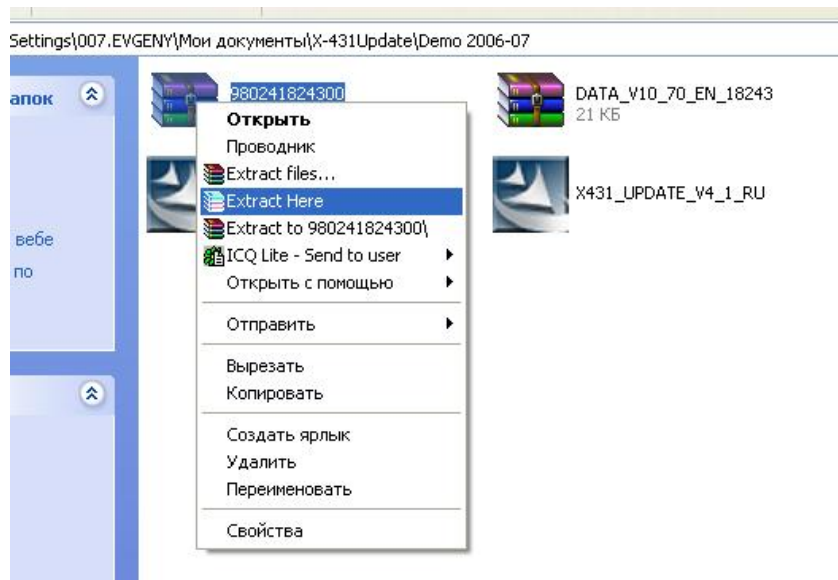 Settings\007.EVGENY\Мои документы\X-431Update\Demo 2006-07
апок
980241824300
DATA_V10_70_EN_18243
21 КБ
Открыть
Проводник
Extract files...
Extract Here
X431_UPDATE_V4_1_RU
Extract to 980241824300\
вебе
ICQ Lite - Send to user
по
Открыть с помощью
Отправить
Вырезать
Копировать
Создать ярлык
Удалить
Переименовать
Свойства